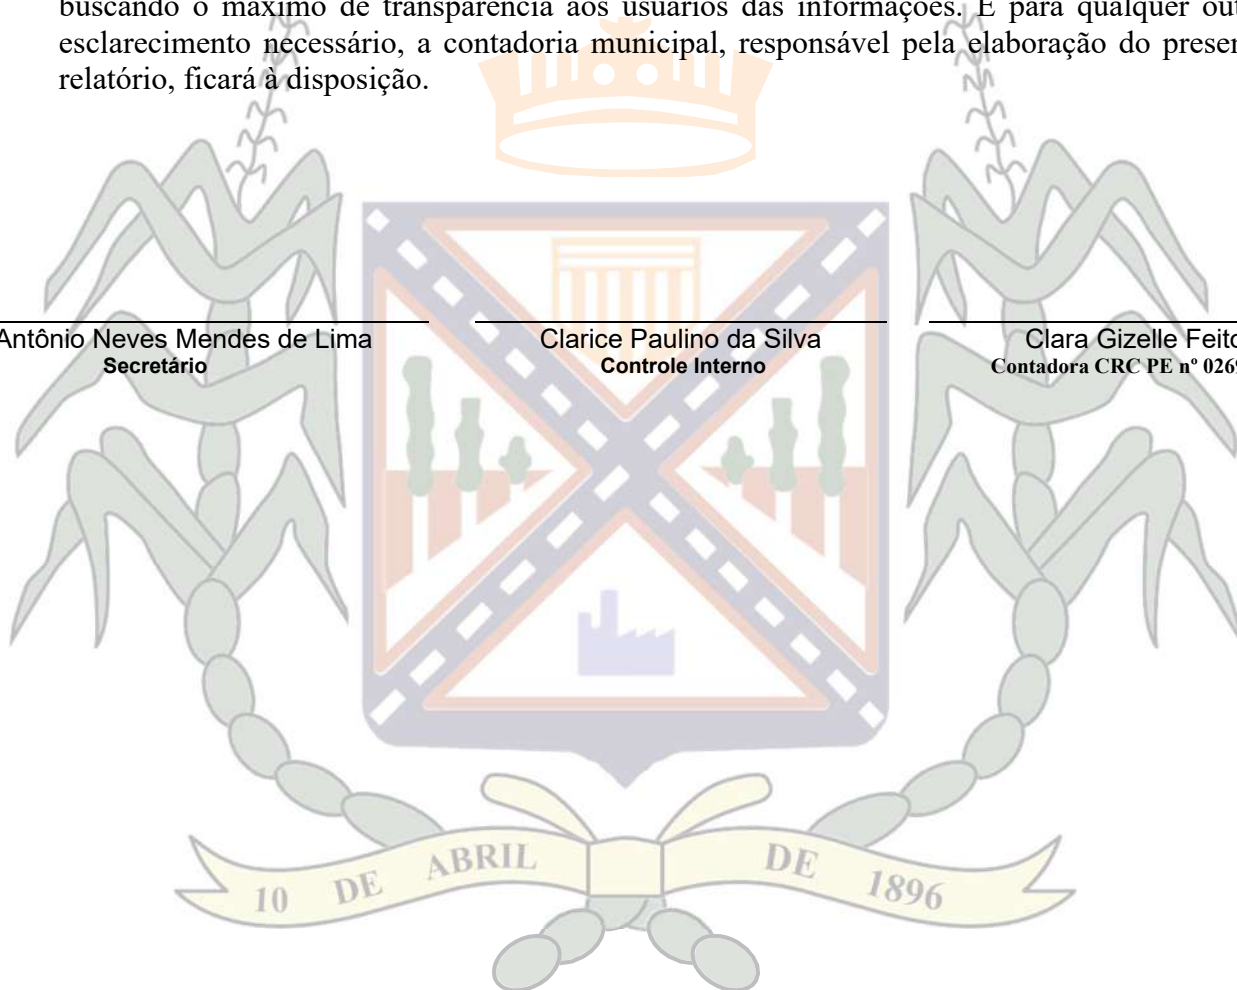 buscando o máximo de transparência aos usuários das informações. E para qualquer out
esclarecimento necessário, a contadoria municipal, responsável pela elaboração do presen
relatório, ficará à disposição.
Antônio Neves Mendes de Lima
Secretário
Clarice Paulino da Silva
Controle Interno
Clara Gizelle Feito
Contadora CRC PE nº 0269
10 DE ABRIL DE 1896